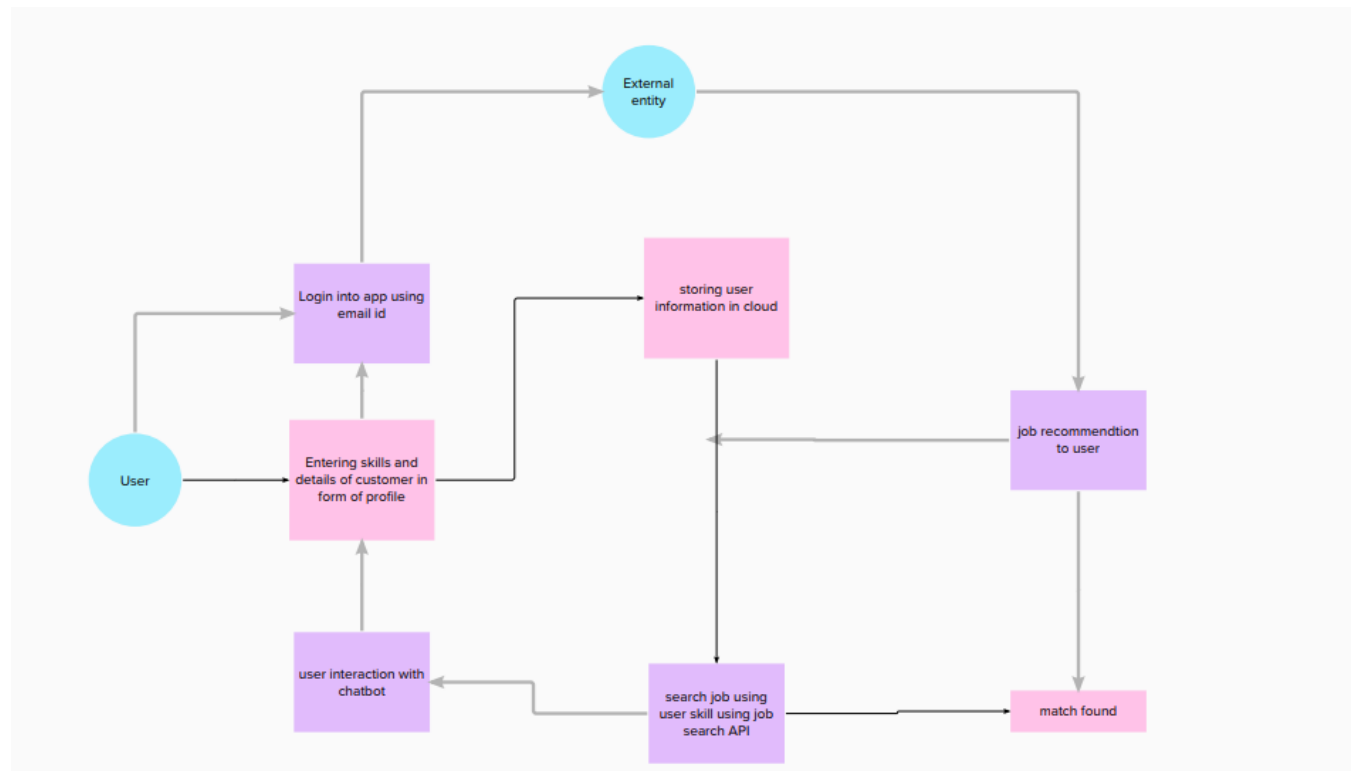 External
entity
Login into app using
email id
storing user
information in cloud
job recommendtion
to user
User
Entering skills and
details of customer in
form of profile
user interaction with
chatbot
search job using
user skill using job
search API
match found